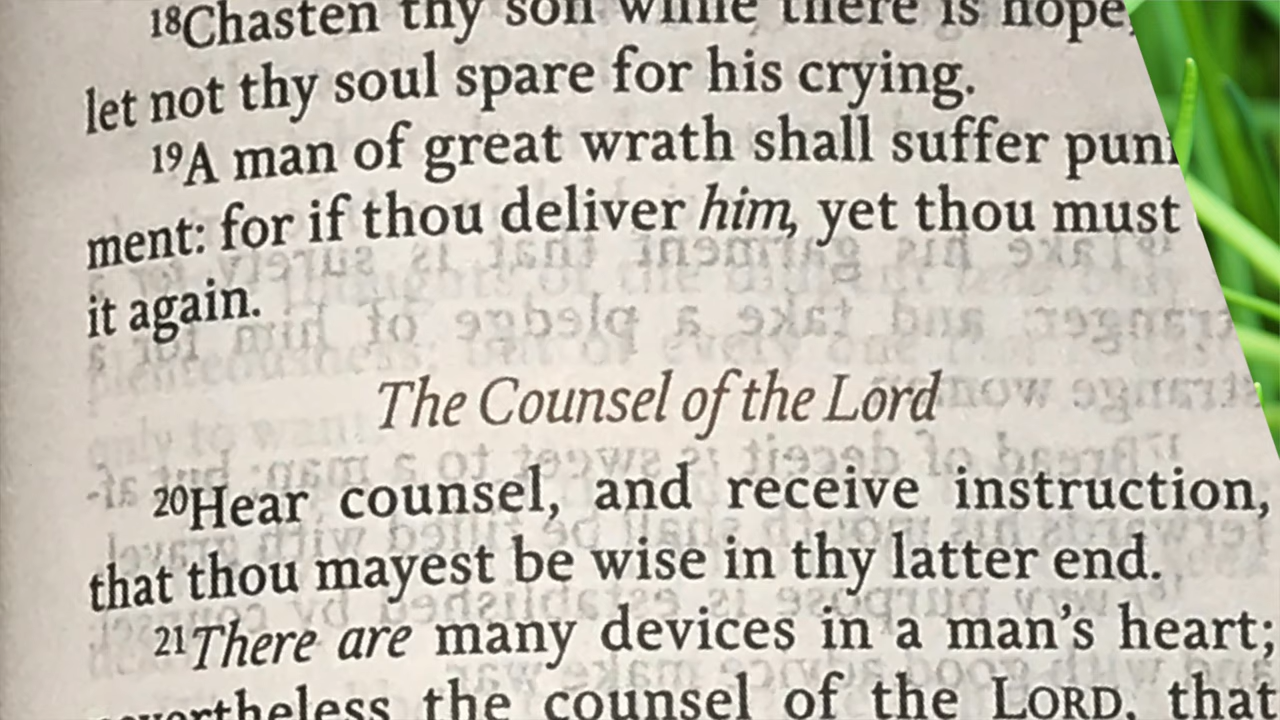 18Chasten thy son while there is hope,
let not thy soul spare for his crying.
19A man of great wrath shall suffer puni
ment: for if thou deliver him, yet thou must
it again.
The Counsel of the Lord
20Hear counsel, and receive instruction,
that thou mayest be wise in thy latter end.
21There are many devices in a man's heart;
nevertheless the counsel of the LORD, that